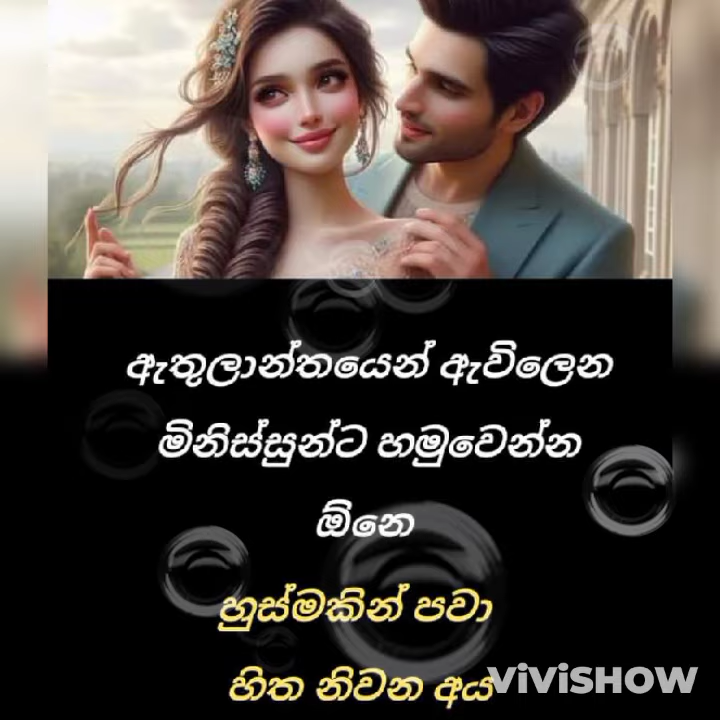 ඇතුලාන්තයෙන් ඇවිලෙන
මිනිස්සුන්ට හමුවෙන්න
ඕනෙ
හුස්මකින් පවා
හිත නිවන අය
ViViSHOW